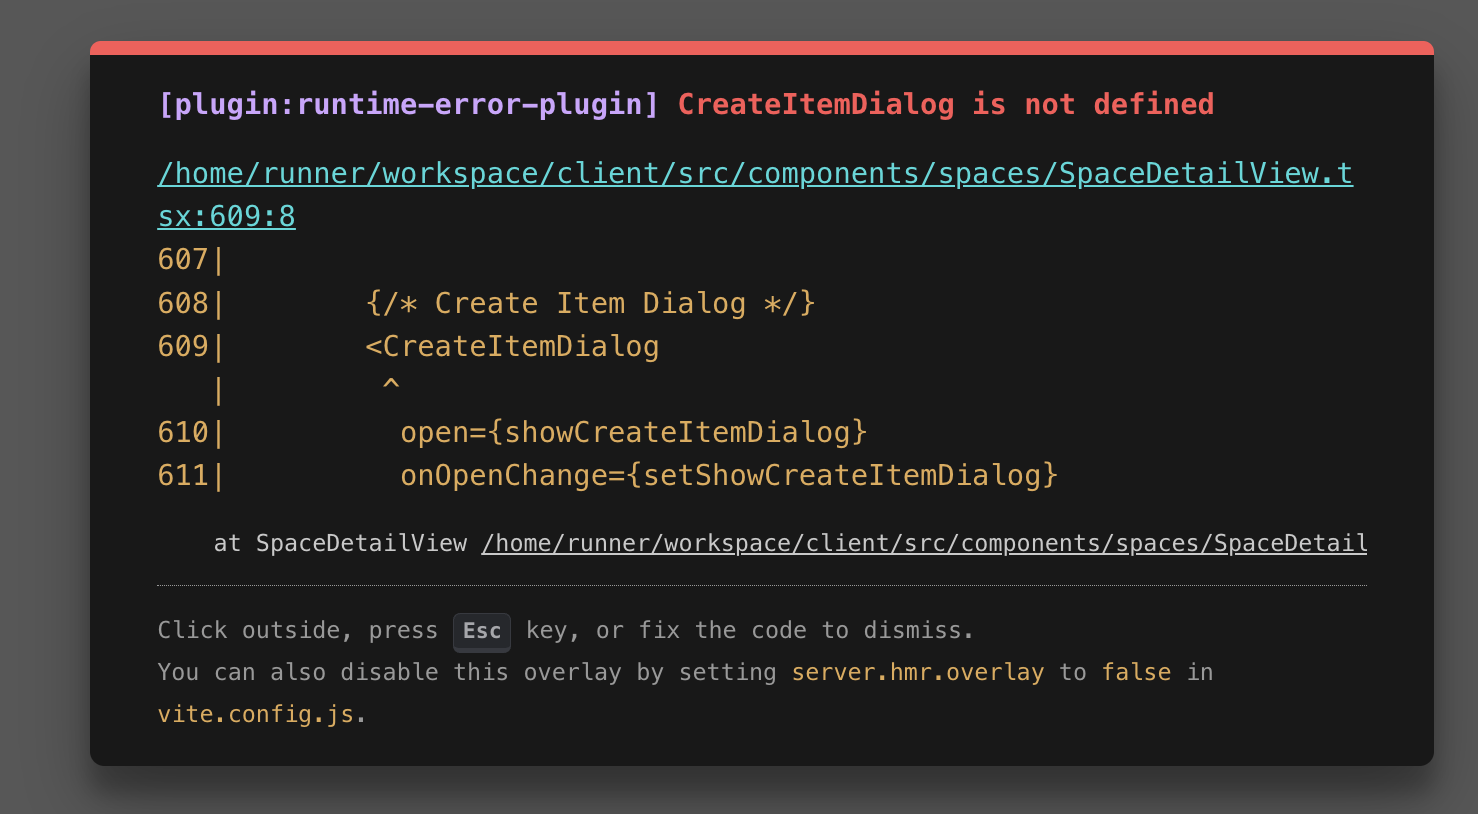 [plugin:runtime-error-plugin] CreateItemDialog is not defined
/home/runner/workspace/client/src/components/spaces/SpaceDetailView.t
sx:609:8
607|
608|        {/* Create Item Dialog */}
609|        <CreateItemDialog
   |         ^
610|          open={showCreateItemDialog}
611|          onOpenChange={setShowCreateItemDialog}
at SpaceDetailView /home/runner/workspace/client/src/components/spaces/SpaceDetail
Click outside, press Esc key, or fix the code to dismiss.
You can also disable this overlay by setting server.hmr.overlay to false in
vite.config.js.